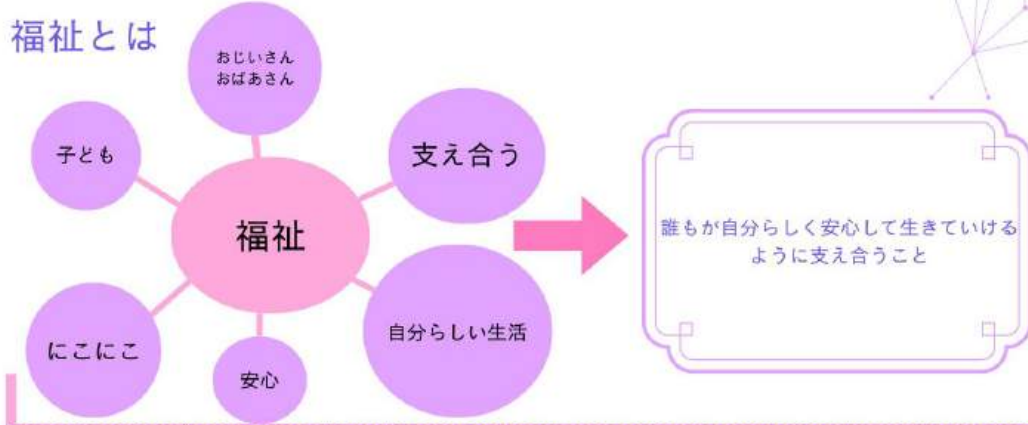 福祉とは
おじいさん
おばあさん
子ども
支え合う
福祉
にこにこ
安心
自分らしい生活
誰もが自分らしく安心して生きていける
ように支え合うこと